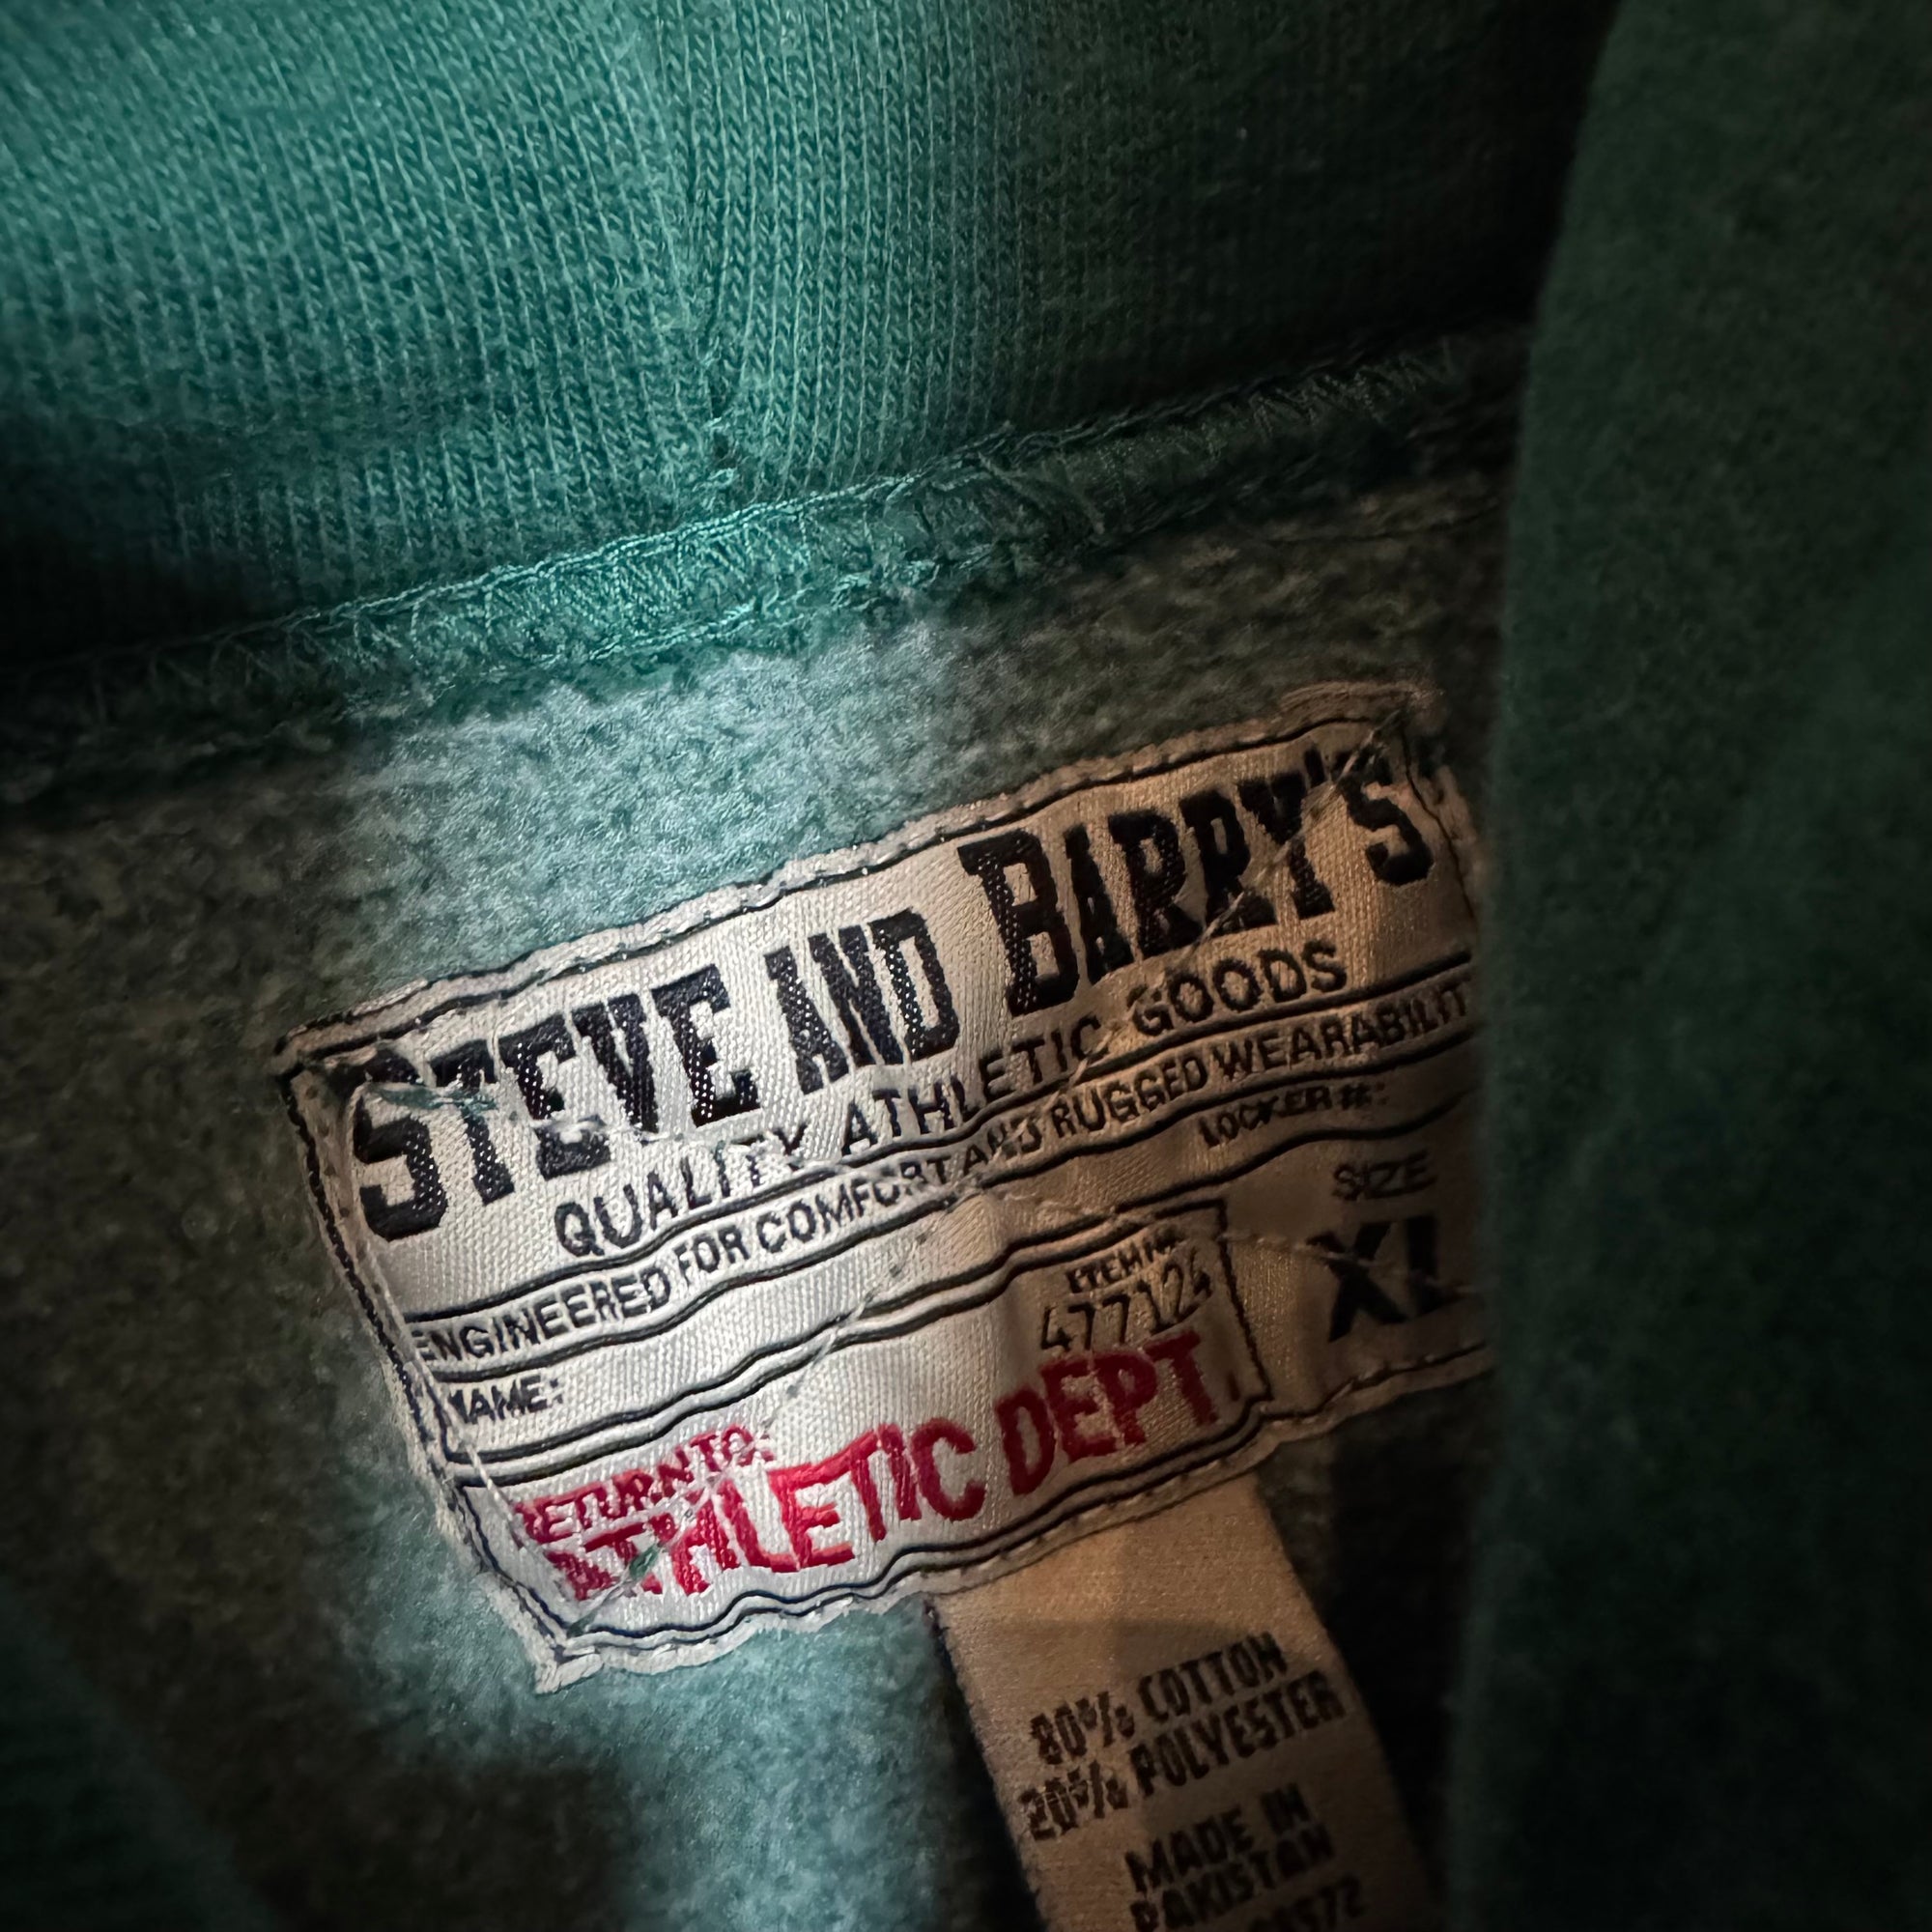 STEVE AND BARRY'S
QUALITY ATHLETIC GOODS
ENGINEERED FOR COMFORT AND RUGGED WEARABILIT
LOCKER #:
NAME:
SIZE
XL
ITEM#
RETURN TO:
ATHLETIC DEPT
80% COTTON
20% POLYESTER
MADE IN
PAKISTAN